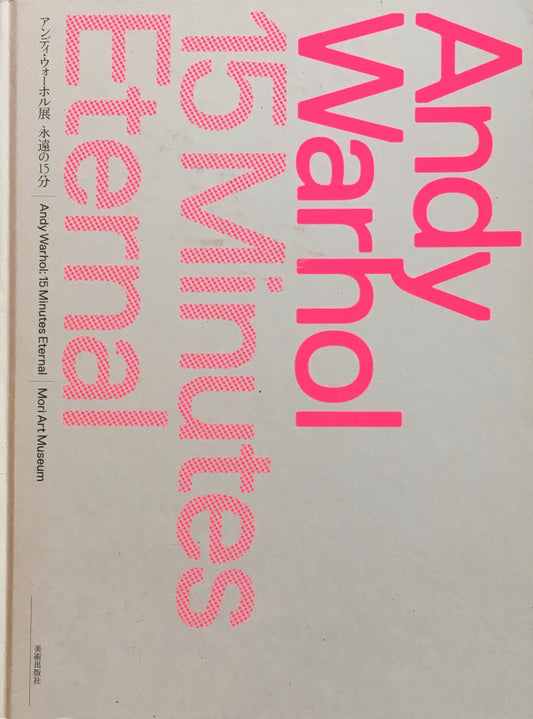 Andy
Warhol
15 Minutes
Eternal
アンディ・ウォーホル展 永遠の15分
Andy Warhol: 15 Minutes Eternal
Mori Art Museum
美術出版社